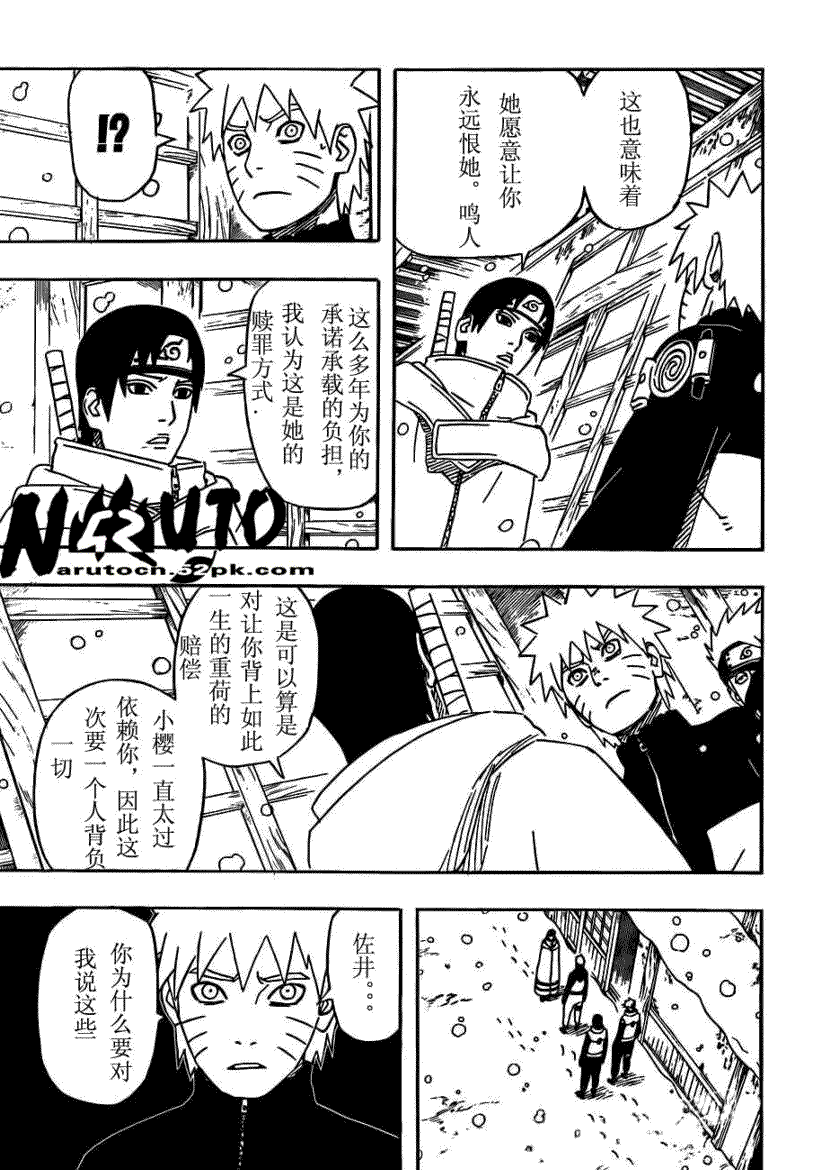 这也意味着
她愿意让你
永远恨她。鸣人
!?
这么多年为你的
承诺承载的负担，
我认为这是她的
赎罪方式.
NARUTO
narutocn.52pk.com
这是可以算是
对让你背上如此
一生的重荷的
赔偿
小樱一直太过
依赖你，因此这
次要一个人背负
一切
佐井。。。
你为什么要对
我说这些